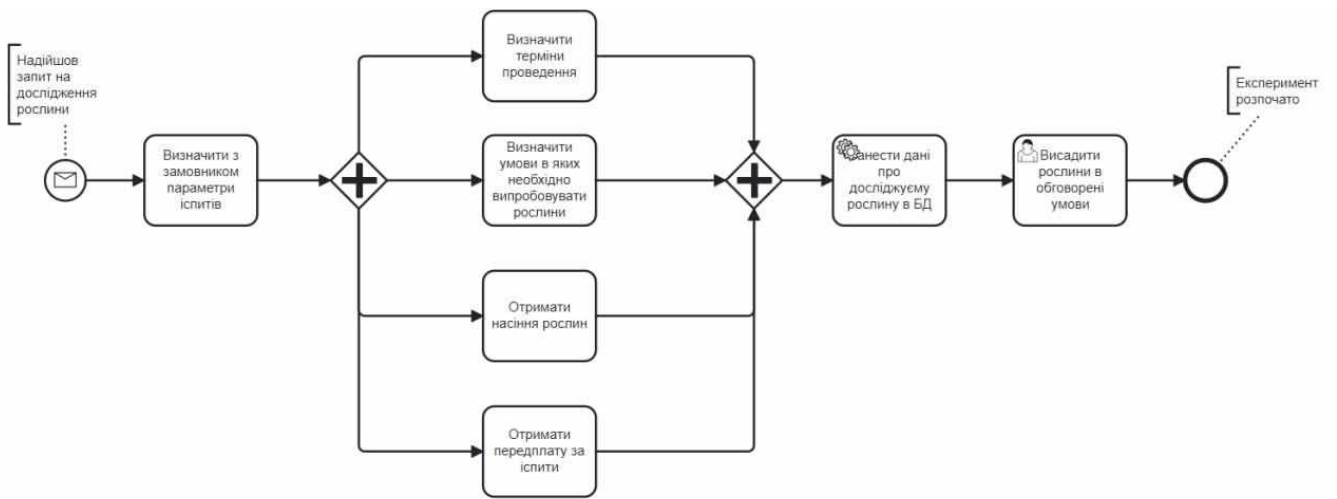 Надійшов
запит на
дослідження
рослини
Визначити з
замовником
параметри
іспитів
Визначити
терміни
проведення
Визначити
умови в яких
необхідно
випробовувати
рослини
Отримати
насіння рослин
Отримати
передплату за
іспити
анести дані
про
досліджуєму
рослину в БД
Висадити
рослини в
обговорені
умови
Експеримент
розпочато